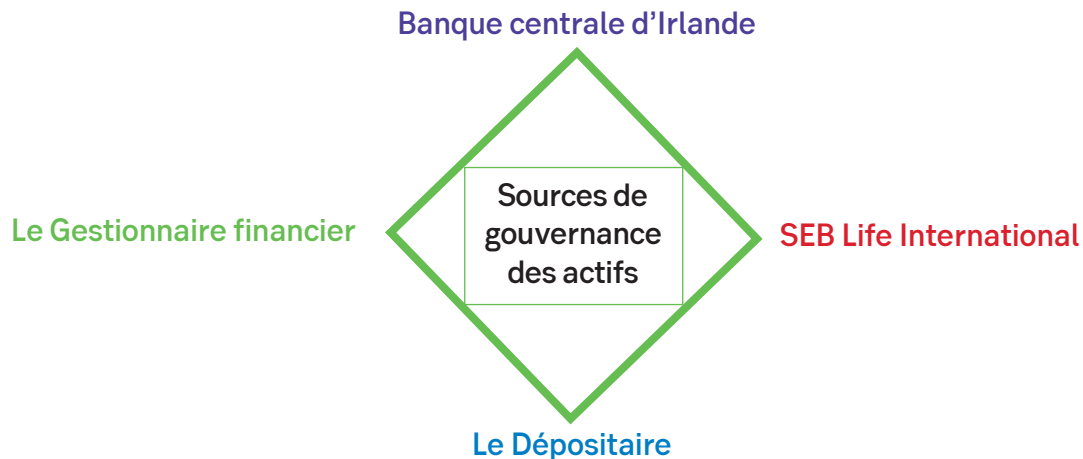 Banque centrale d’Irlande
Sources de
gouvernance
des actifs
Le Gestionnaire financier
SEB Life International
Le Dépositaire